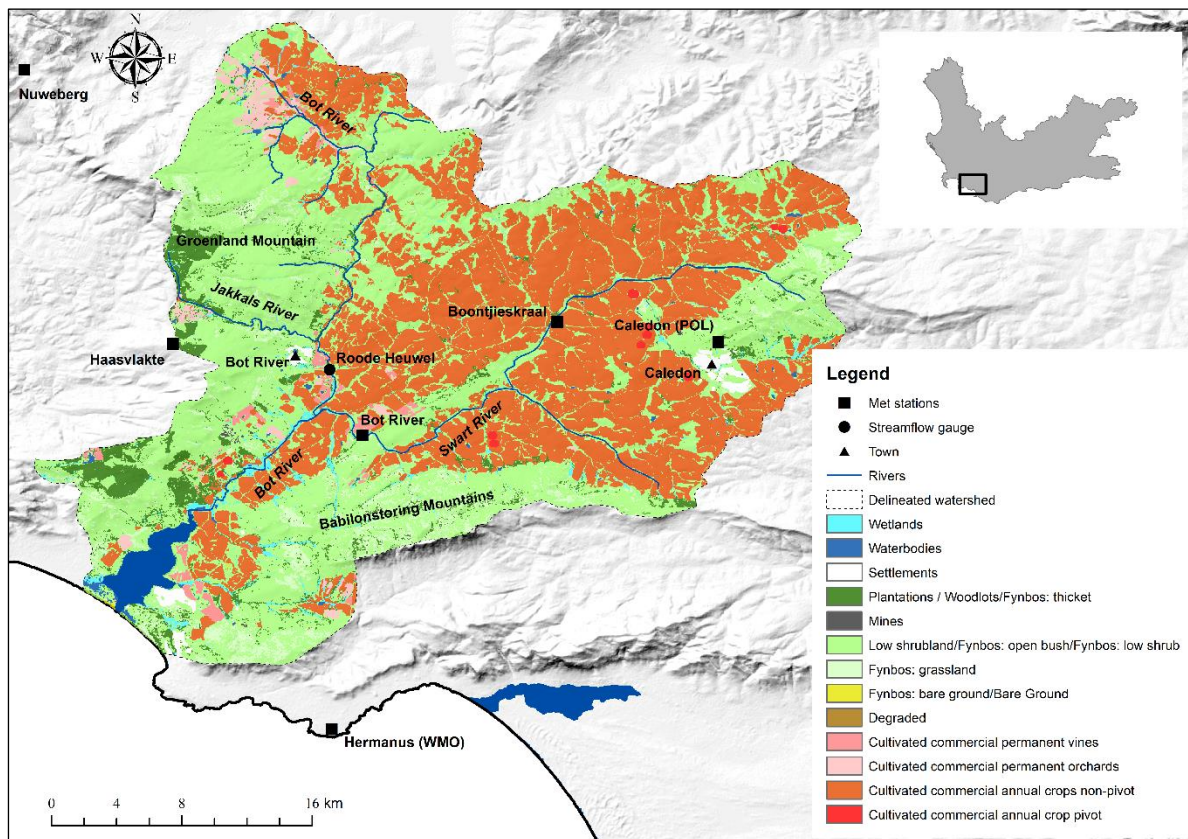 N
W E
S
Nuweberg
Bot River
Groenland Mountain
Jakkals River
Haasvlakte
Bot River
Roode Heuwel
Boontjieskraal
Caledon (POL)
Caledon
Bot River
Swart River
Bot River
Babilonstoring Mountains
Hermanus (WMO)
0 4 8 16 km
Legend
Met stations
Streamflow gauge
Town
Rivers
Delineated watershed
Wetlands
Waterbodies
Settlements
Plantations / Woodlots/Fynbos: thicket
Mines
Low shrubland/Fynbos: open bush/Fynbos: low shrub
Fynbos: grassland
Fynbos: bare ground/Bare Ground
Degraded
Cultivated commercial permanent vines
Cultivated commercial permanent orchards
Cultivated commercial annual crops non-pivot
Cultivated commercial annual crop pivot